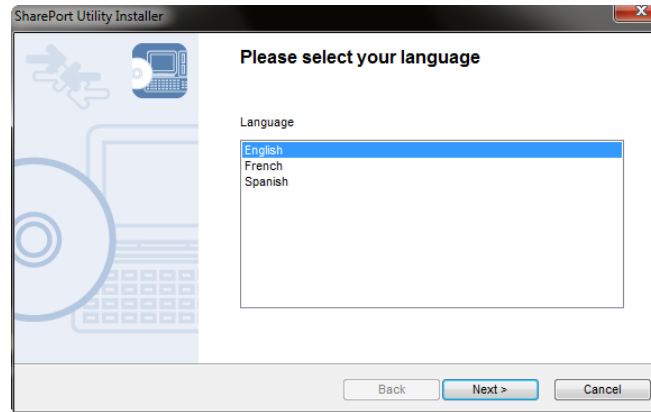 SharePort Utility Installer
Please select your language
Language
English
French
Spanish
Back
Next >
Cancel